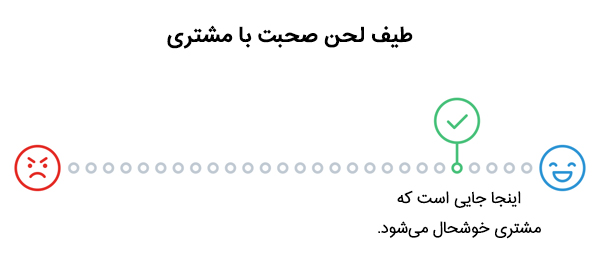 طیف لحن صحبت با مشتری
اینجا جایی است که
مشتری خوشحال می‌شود.